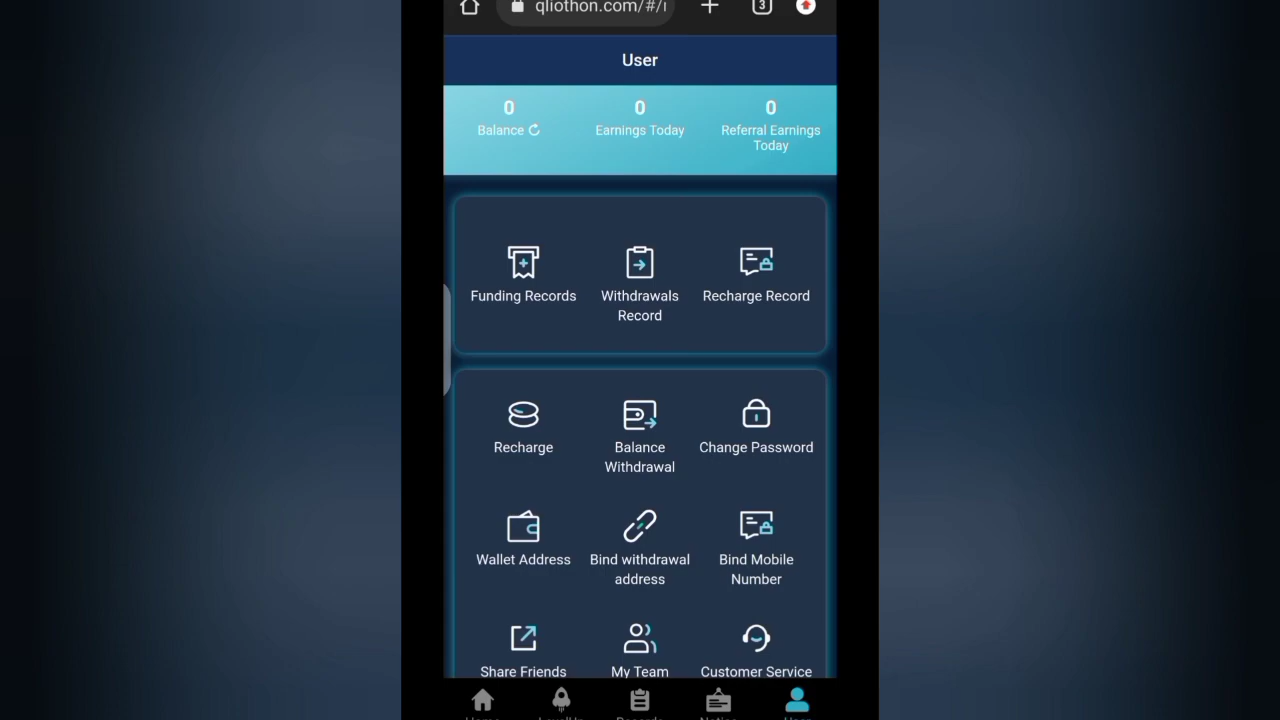 qliothon.com/#/
3
User
0 0 0
Balance Earnings Today Referral Earnings
Today
Funding Records Withdrawals Recharge Record
Record
Recharge Balance Change Password
Withdrawal
Wallet Address Bind withdrawal Bind Mobile
address Number
Share Friends My Team Customer Service